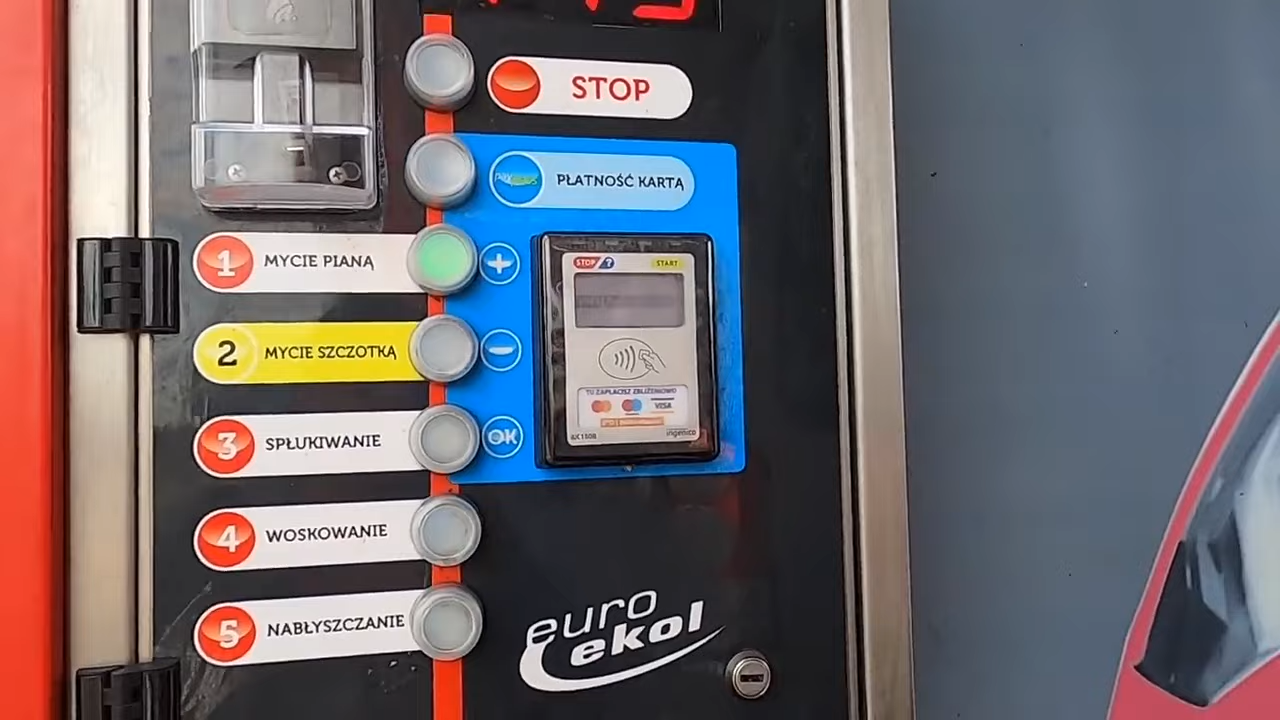 STOP
PŁATNOŚĆ KARTĄ
1 MYCIE PIANĄ
+
2 MYCIE SZCZOTKĄ
-
3 SPŁUKIWANIE
OK
4 WOSKOWANIE
5 NABŁYSZCZANIE
STOP ? START
TU ZAPŁACISZ ZBLIŻENIOWO
VISA
ingenico
euro
ekol